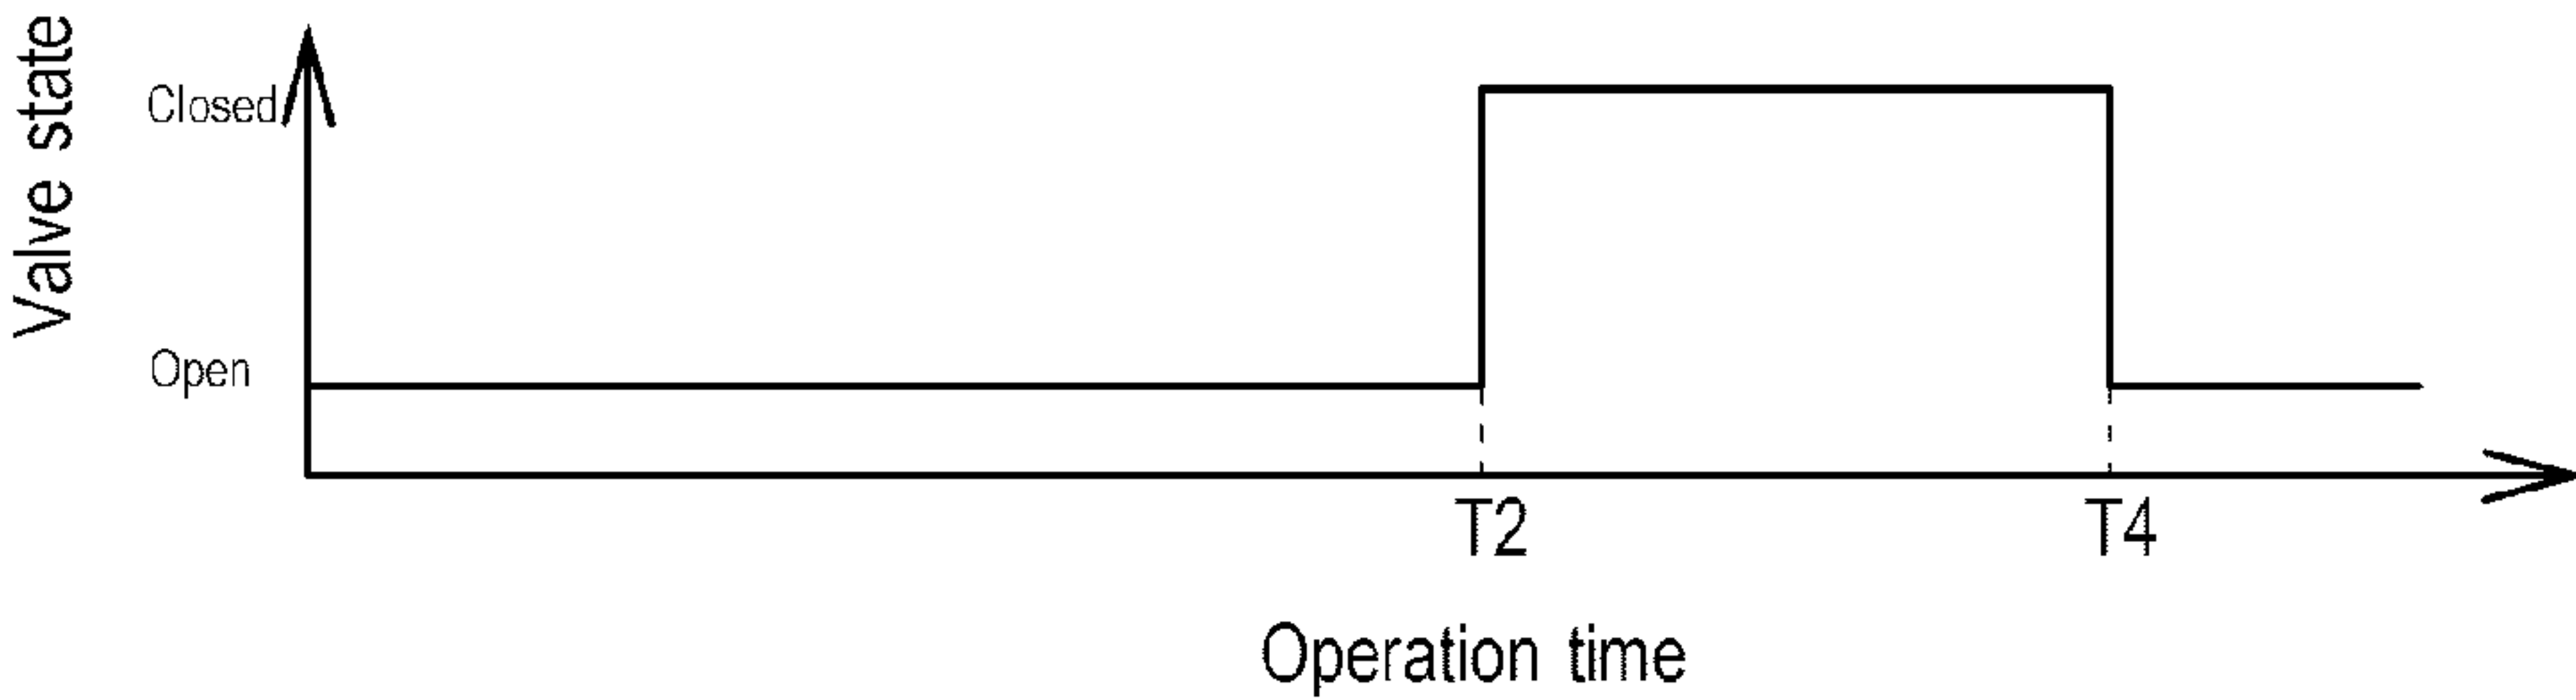 Valve state
Closed
Open
T2
T4
Operation time